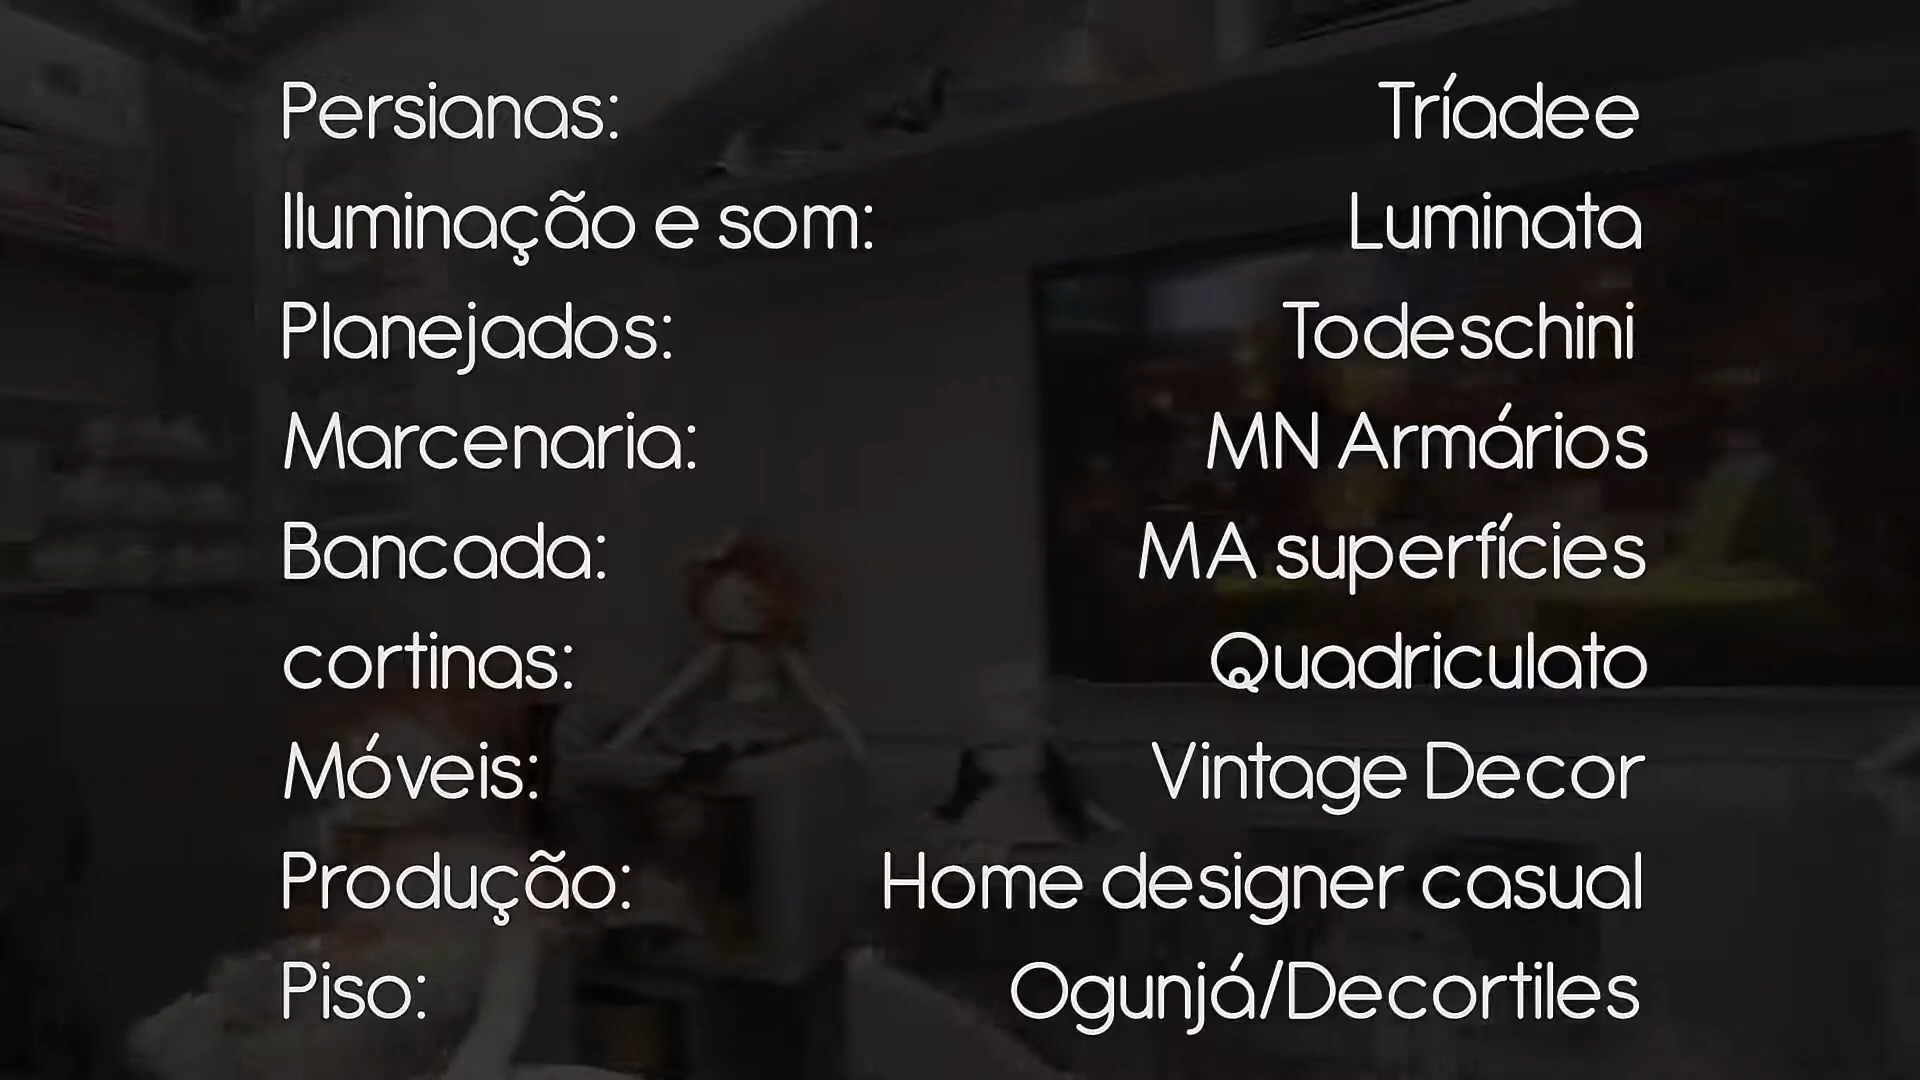 Persianas: Tríadee
Iluminação e som: Luminata
Planejados: Todeschini
Marcenaria: MN Armários
Bancada: MA superfícies
cortinas: Quadriculato
Móveis: Vintage Decor
Produção: Home designer casual
Piso: Ogunjá/Decortiles